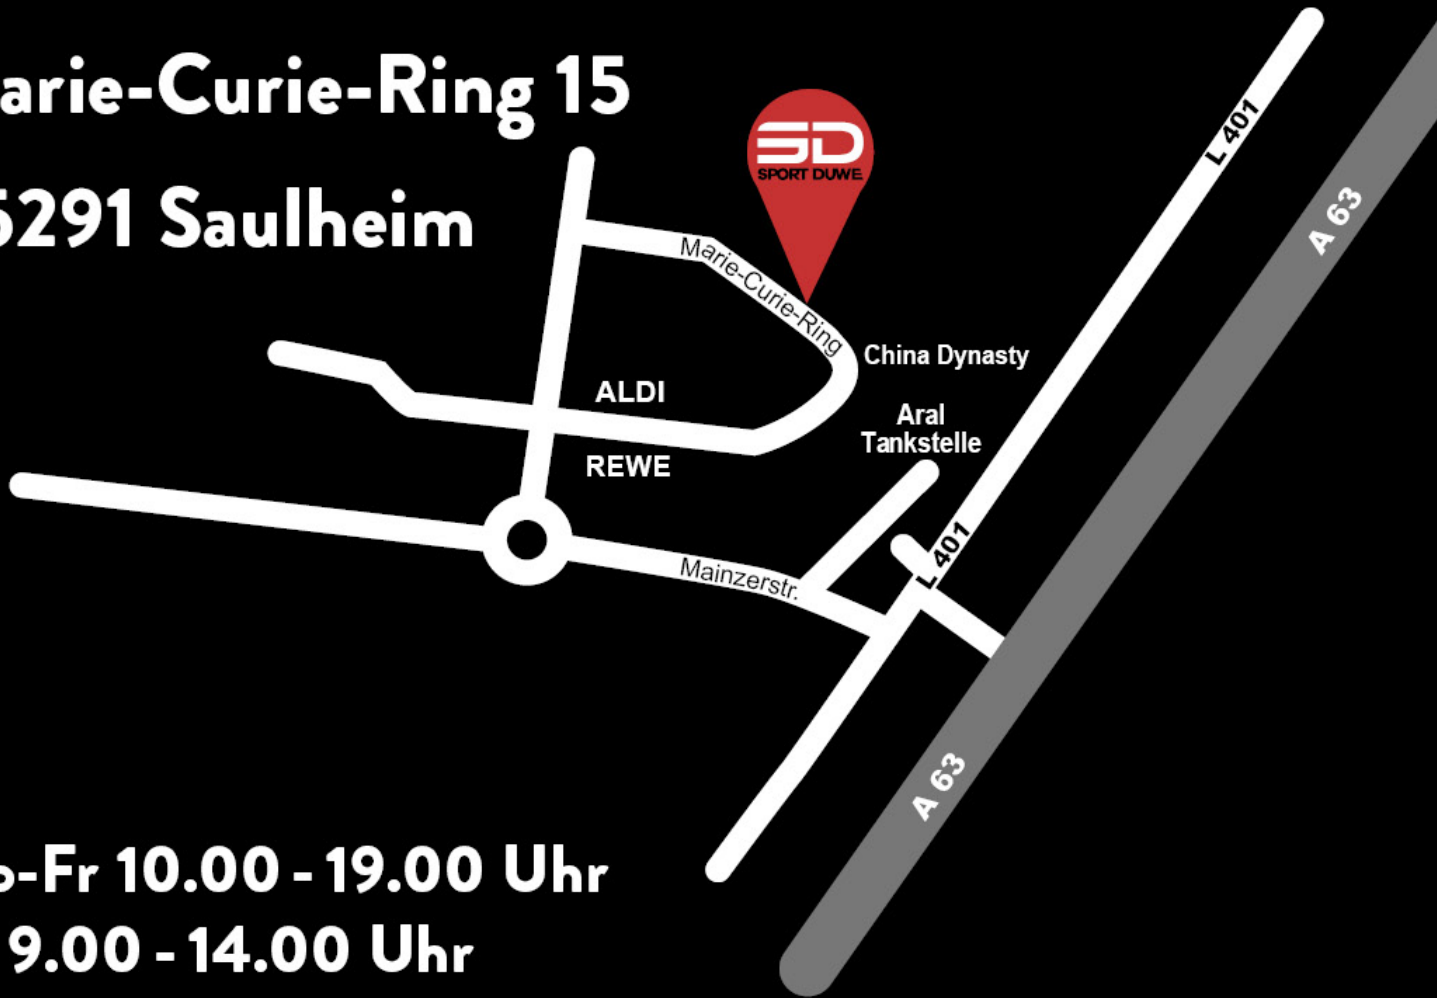 arie-Curie-Ring 15
5291 Saulheim
SD
SPORT DUWE
L 401
A 63
Marie-Curie-Ring
China Dynasty
ALDI
Aral
Tankstelle
REWE
L 401
Mainzerstr.
A 63
o-Fr 10.00 - 19.00 Uhr
9.00 - 14.00 Uhr